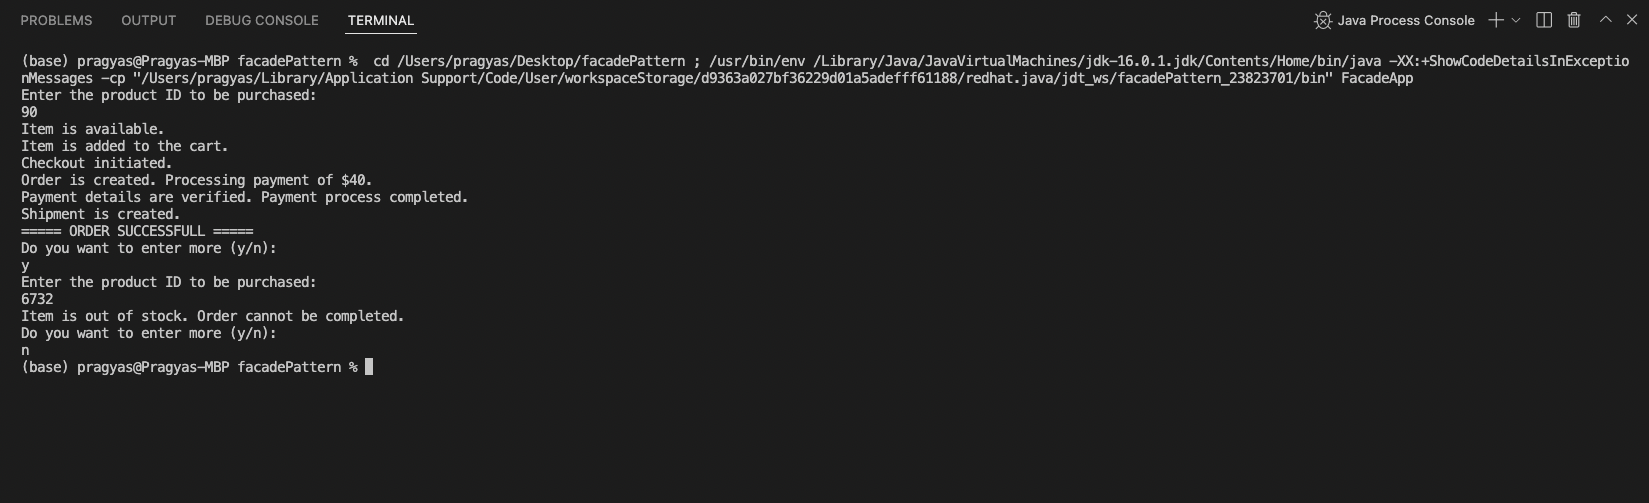 PROBLEMS OUTPUT DEBUG CONSOLE TERMINAL Java Process Console
(base) pragyas@Pragyas-MBP facadePattern %  cd /Users/pragyas/Desktop/facadePattern ; /usr/bin/env /Library/Java/JavaVirtualMachines/jdk-16.0.1.jdk/Contents/Home/bin/java -XX:+ShowCodeDetailsInExceptio
nMessages -cp "/Users/pragyas/Library/Application Support/Code/User/workspaceStorage/d9363a027bf36229d01a5adefff61188/redhat.java/jdt_ws/facadePattern_23823701/bin" FacadeApp
Enter the product ID to be purchased:
90
Item is available.
Item is added to the cart.
Checkout initiated.
Order is created. Processing payment of $40.
Payment details are verified. Payment process completed.
Shipment is created.
===== ORDER SUCCESSFULL =====
Do you want to enter more (y/n):
y
Enter the product ID to be purchased:
6732
Item is out of stock. Order cannot be completed.
Do you want to enter more (y/n):
n
(base) pragyas@Pragyas-MBP facadePattern %